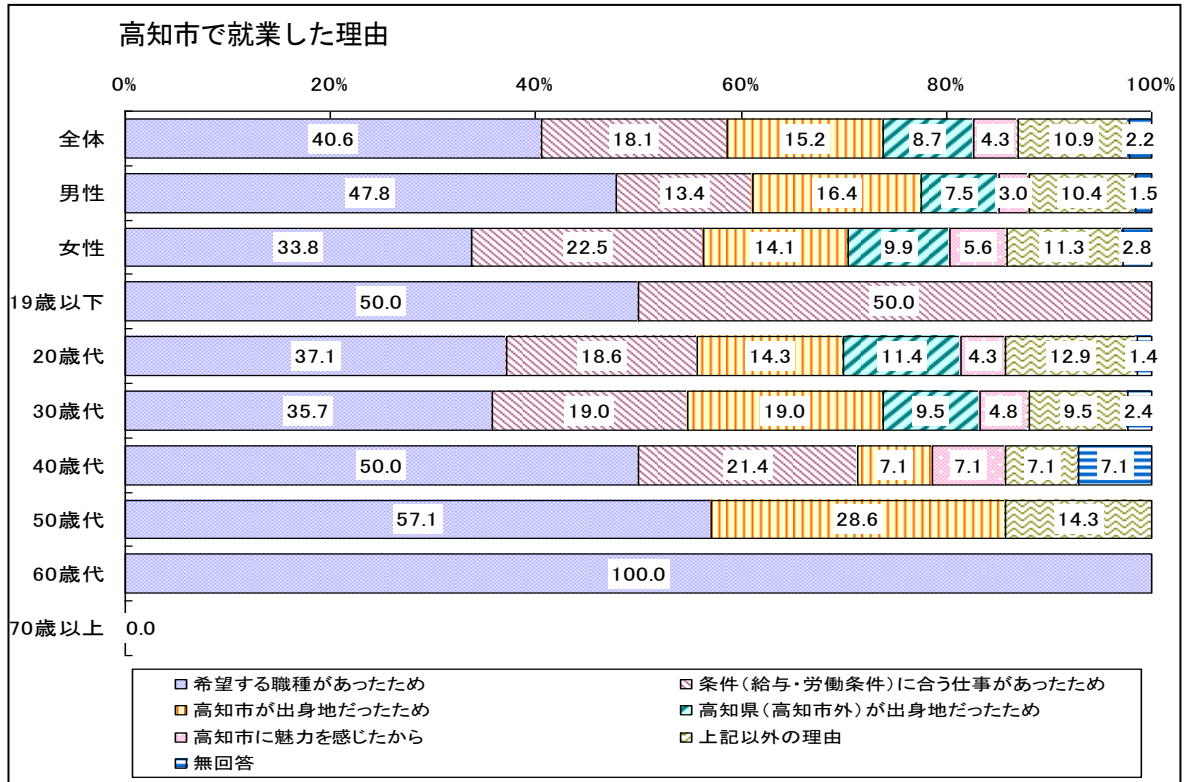 高知市で就業した理由
0% 20% 40% 60% 80% 100%
全体 40.6 18.1 15.2 8.7 4.3 10.9 2.2
男性 47.8 13.4 16.4 7.5 3.0 10.4 1.5
女性 33.8 22.5 14.1 9.9 5.6 11.3 2.8
19歳以下 50.0 50.0
20歳代 37.1 18.6 14.3 11.4 4.3 12.9 1.4
30歳代 35.7 19.0 19.0 9.5 4.8 9.5 2.4
40歳代 50.0 21.4 7.1 7.1 7.1 7.1
50歳代 57.1 28.6 14.3
60歳代 100.0
70歳以上 0.0
希望する職種があったため 条件(給与・労働条件)に合う仕事があったため
高知市が出身地だったため 高知県(高知市外)が出身地だったため
高知市に魅力を感じたから 上記以外の理由
無回答